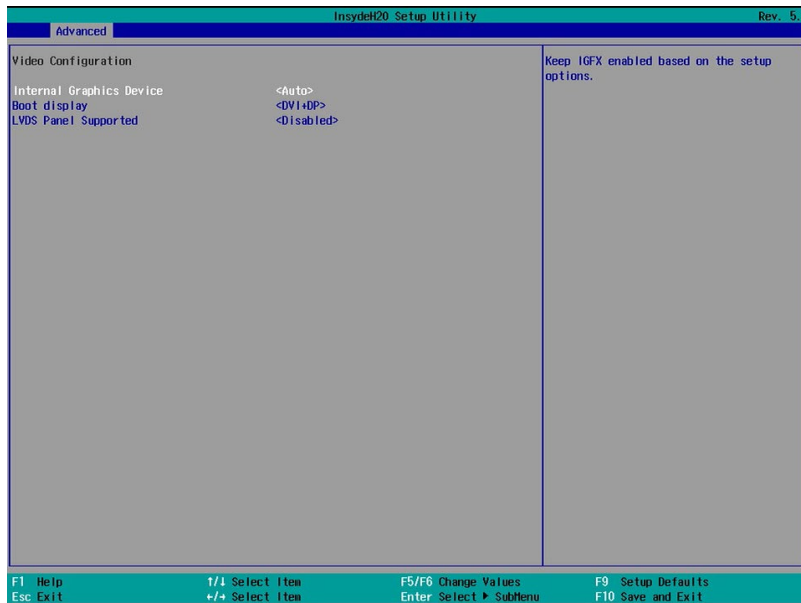 InsydeH2O Setup Utility Rev. 5.
Advanced
Video Configuration
Keep IGFX enabled based on the setup
options.
Internal Graphics Device <Auto>
Boot display <DVI+DP>
LVDS Panel Supported <Disabled>
F1 Help ↑/↓ Select Item F5/F6 Change Values F9 Setup Defaults
Esc Exit ←/→ Select Item Enter Select ▶ SubMenu F10 Save and Exit